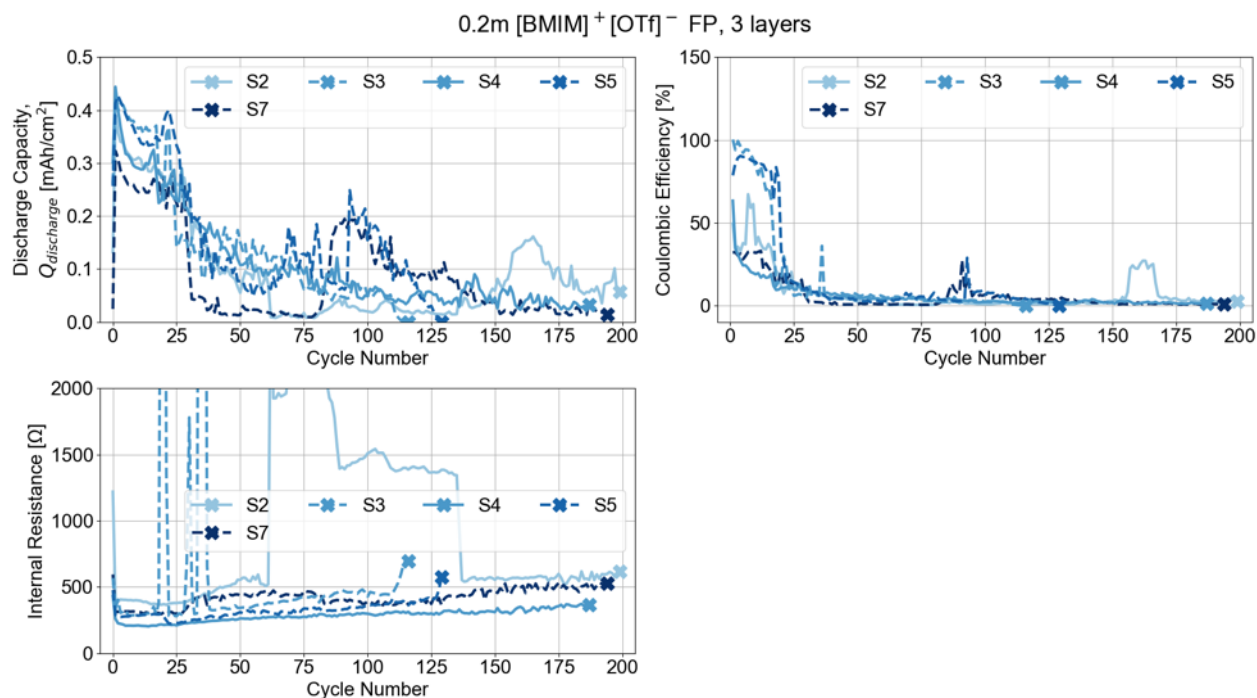 0.2m [BMIM]⁺[OTf]⁻ FP, 3 layers
Discharge Capacity,
Q_discharge [mAh/cm²]
0.5
0.4
0.3
0.2
0.1
0.0
S2 S3 S4 S5
S7
0 25 50 75 100 125 150 175 200
Cycle Number
Coulombic Efficiency [%]
150
100
50
0
S2 S3 S4 S5
S7
0 25 50 75 100 125 150 175 200
Cycle Number
Internal Resistance [Ω]
2000
1500
1000
500
0
S2 S3 S4 S5
S7
0 25 50 75 100 125 150 175 200
Cycle Number